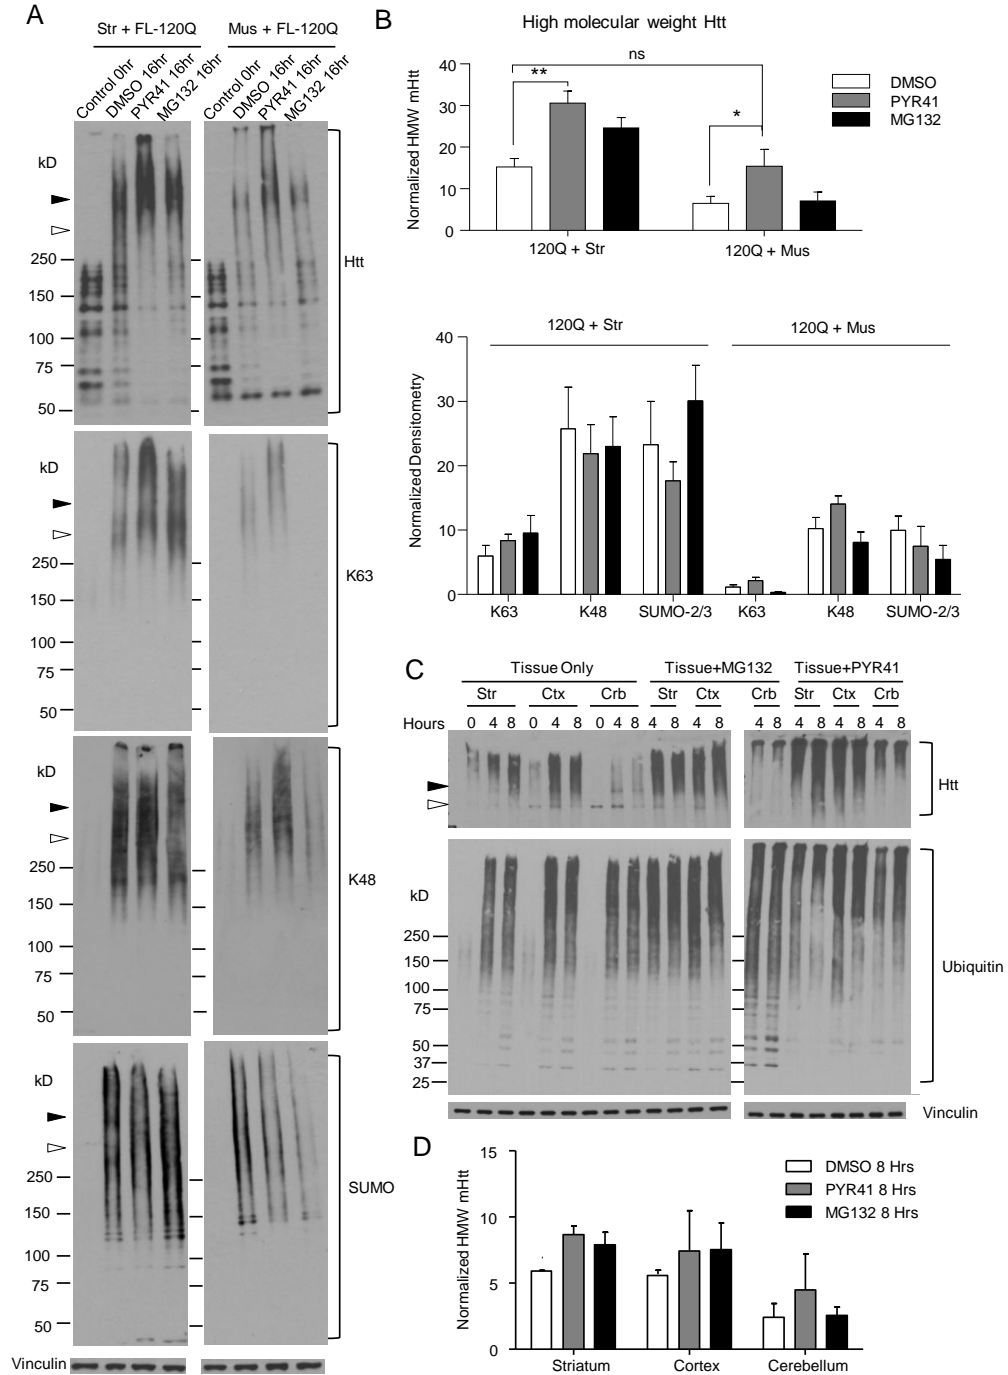 A
Str + FL-120Q
Mus + FL-120Q
Control 0hr
DMSO 16hr
PYR41 16hr
MG132 16hr
Control 0hr
DMSO 16hr
PYR41 16hr
MG132 16hr
kD
250
150
100
75
50
Htt
kD
250
150
100
75
50
K63
kD
250
150
100
75
50
K48
kD
250
150
100
75
50
SUMO
Vinculin
B
High molecular weight Htt
ns
**
*
DMSO
PYR41
MG132
Normalized HMW mHtt
40
30
20
10
0
120Q + Str
120Q + Mus
120Q + Str
120Q + Mus
Normalized Densitometry
40
30
20
10
0
K63
K48
SUMO-2/3
K63
K48
SUMO-2/3
C
Tissue Only
Tissue+MG132
Tissue+PYR41
Str Ctx Crb Str Ctx Crb Str Ctx Crb
Hours 0 4 8 0 4 8 0 4 8 4 8 4 8 4 8 4 8 4 8 4 8
Htt
kD
250
150
100
75
50
37
25
Ubiquitin
Vinculin
D
Normalized HMW mHtt
15
10
5
0
DMSO 8 Hrs
PYR41 8 Hrs
MG132 8 Hrs
Striatum
Cortex
Cerebellum